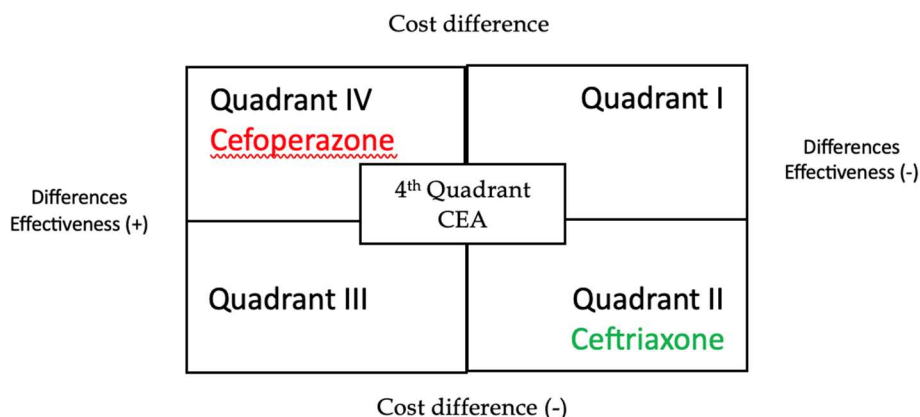 Cost difference
Quadrant IV
Cefoperazone
Quadrant I
Differences
Effectiveness (-)
Differences
Effectiveness (+)
4th Quadrant
CEA
Quadrant III
Quadrant II
Ceftriaxone
Cost difference (-)